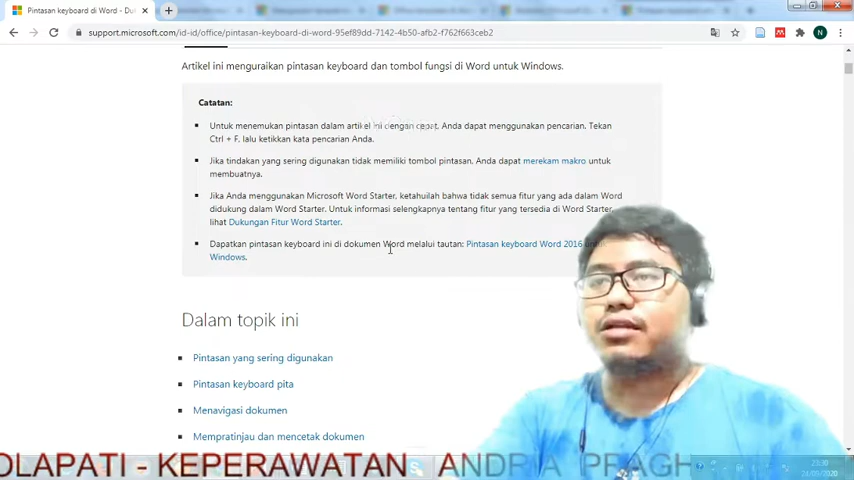 Pintasan keyboard di Word - Du
support.microsoft.com/id-id/office/pintasan-keyboard-di-word-95ef89dd-7142-4b50-afb2-f762f663ceb2
N
Artikel ini menguraikan pintasan keyboard dan tombol fungsi di Word untuk Windows.
Catatan:
Untuk menemukan pintasan dalam artikel ini dengan cepat, Anda dapat menggunakan pencarian. Tekan
Ctrl + F, lalu ketikkan kata pencarian Anda.
Jika tindakan yang sering digunakan tidak memiliki tombol pintasan, Anda dapat merekam makro untuk
membuatnya.
Jika Anda menggunakan Microsoft Word Starter, ketahuilah bahwa tidak semua fitur yang ada dalam Word
didukung dalam Word Starter. Untuk informasi selengkapnya tentang fitur yang tersedia di Word Starter,
lihat Dukungan Fitur Word Starter.
Dapatkan pintasan keyboard ini di dokumen Word melalui tautan: Pintasan keyboard Word 2016 untuk
Windows.
Dalam topik ini
Pintasan yang sering digunakan
Pintasan keyboard pita
Menavigasi dokumen
Mempratinjau dan mencetak dokumen
OLAPATI - KEPERAWATAN ANDRIA PRAGH
23:30
24/05/2020